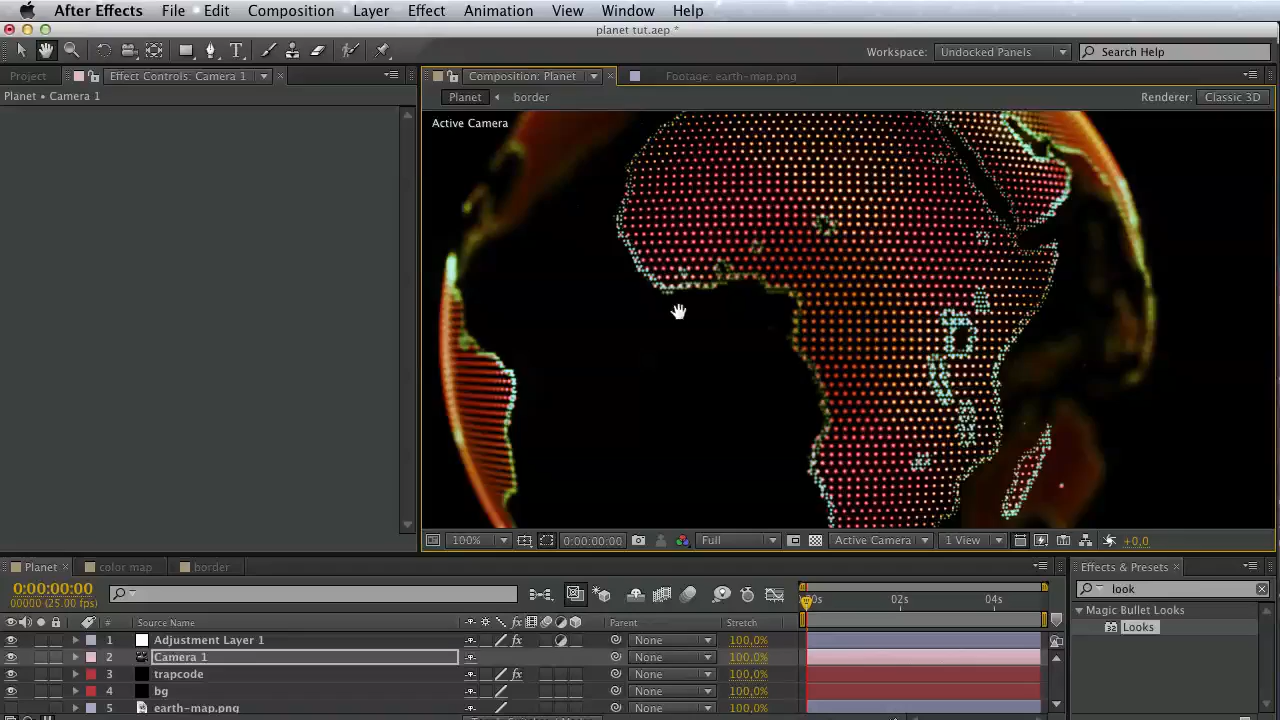 After Effects File Edit Composition Layer Effect Animation View Window Help
planet tut.aep *
Workspace: Undocked Panels Search Help
Project Effect Controls: Camera 1 Composition: Planet Footage: earth-map.png
Planet • Camera 1 Planet border Renderer: Classic 3D
Active Camera
100% 0:00:00:00 Full Active Camera 1 View +0,0
Planet color map border Effects & Presets
0:00:00:00
00000 (25.00 fps)
look
02s 04s
Magic Bullet Looks
# Source Name fx Parent Stretch
Looks
1 Adjustment Layer 1 fx None 100,0%
2 Camera 1 None 100,0%
3 trapcode fx None 100,0%
4 bg None 100,0%
5 earth-map.png None 100,0%